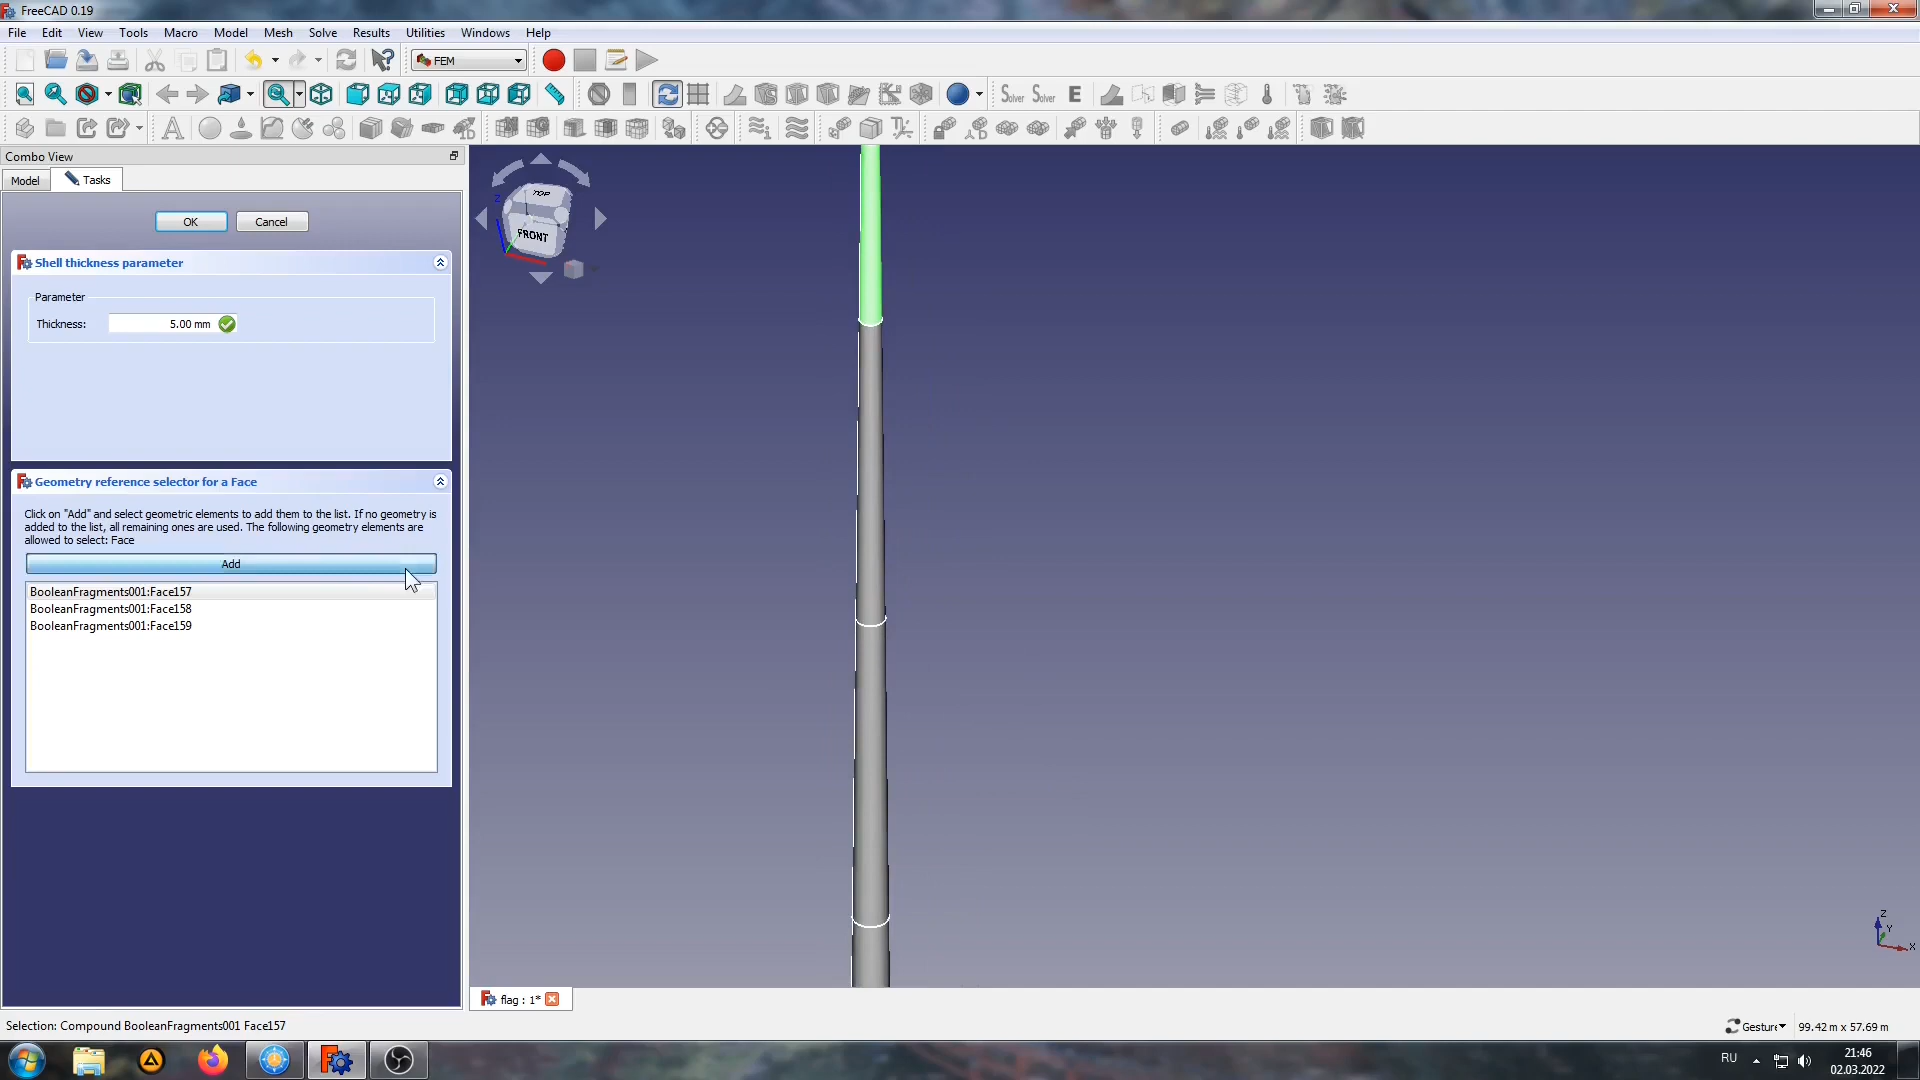 FreeCAD 0.19
File Edit View Tools Macro Model Mesh Solve Results Utilities Windows Help
FEM
Solver Solver E
A 1D
Combo View
Model Tasks
OK Cancel
Shell thickness parameter
Parameter
Thickness: 5.00 mm
Geometry reference selector for a Face
Click on "Add" and select geometric elements to add them to the list. If no geometry is
added to the list, all remaining ones are used. The following geometry elements are
allowed to select: Face
Add
BooleanFragments001:Face157
BooleanFragments001:Face158
BooleanFragments001:Face159
TOP
Z
FRONT
Z
Y
X
flag : 1*
Selection: Compound BooleanFragments001 Face157
Gesture 99.42 m x 57.69 m
RU
21:46
02.03.2022